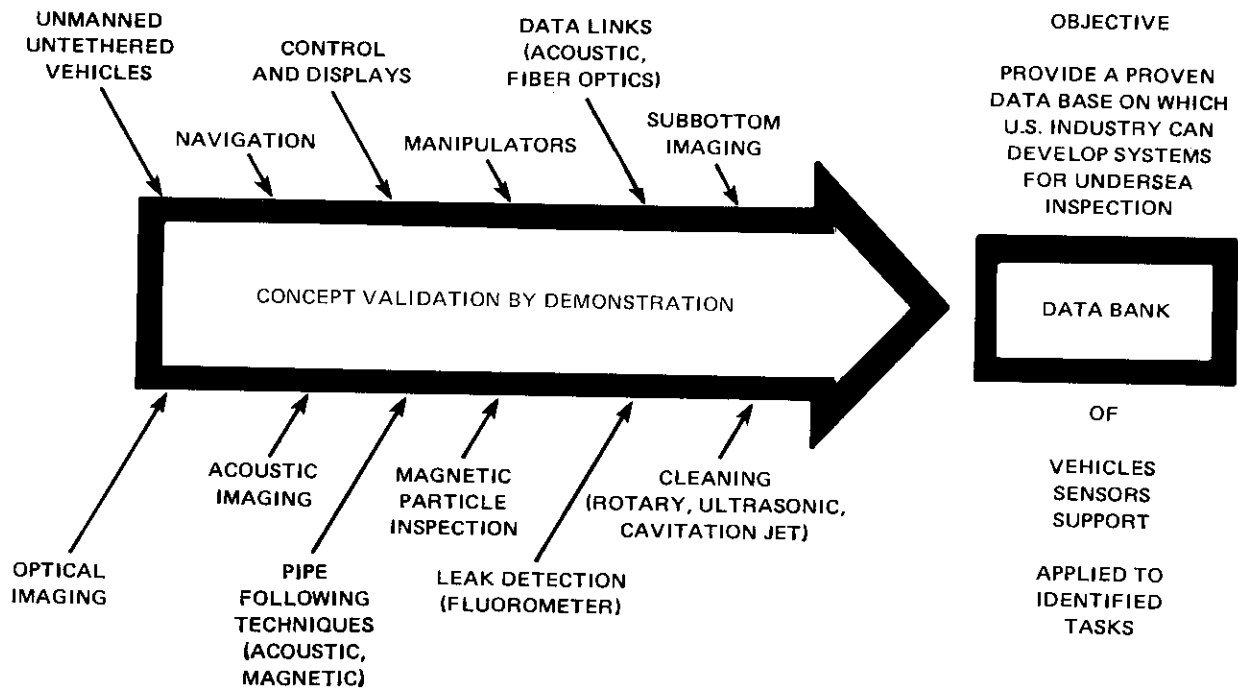 UNMANNED
UNTETHERED
VEHICLES
NAVIGATION
CONTROL
AND DISPLAYS
MANIPULATORS
DATA LINKS
(ACOUSTIC,
FIBER OPTICS)
SUBBOTTOM
IMAGING
CONCEPT VALIDATION BY DEMONSTRATION
OPTICAL
IMAGING
ACOUSTIC
IMAGING
PIPE
FOLLOWING
TECHNIQUES
(ACOUSTIC,
MAGNETIC)
MAGNETIC
PARTICLE
INSPECTION
LEAK DETECTION
(FLUOROMETER)
CLEANING
(ROTARY, ULTRASONIC,
CAVITATION JET)
OBJECTIVE
PROVIDE A PROVEN
DATA BASE ON WHICH
U.S. INDUSTRY CAN
DEVELOP SYSTEMS
FOR UNDERSEA
INSPECTION
DATA BANK
OF
VEHICLES
SENSORS
SUPPORT
APPLIED TO
IDENTIFIED
TASKS